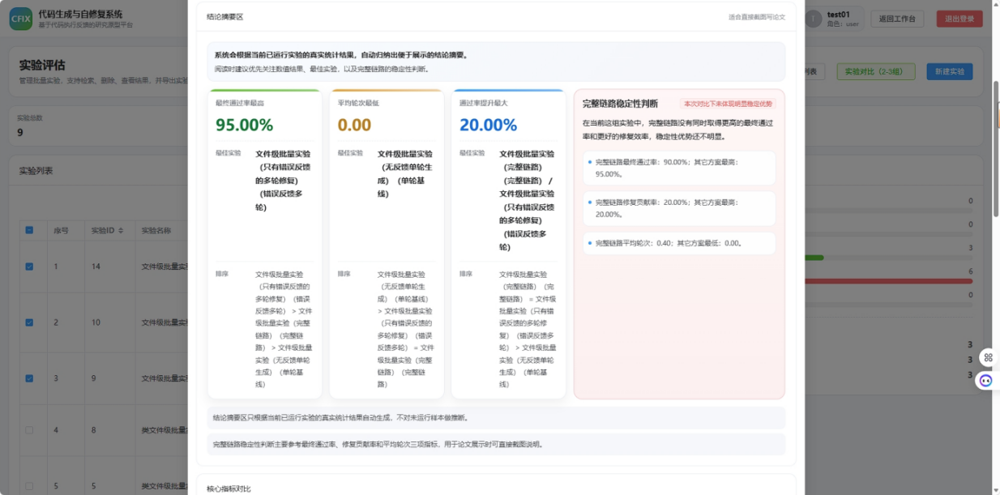 CFIX
代码生成与自修复系统
基于代码执行反馈的研究原型平台
test01
角色：user
返回工作台
退出登录
实验评估
管理批量实验，支持检索、删除、查看结果，并导出实验
列表
实验对比（2-3组）
新建实验
实验总数
9
实验列表
序号
实验ID
实验名称
1
14
文件级批量实
2
10
文件级批量实
3
9
文件级批量实
4
8
类文件级批量
5
5
类文件级批量
0
0
3
6
0
3
3
3
结论摘要区
适合直接截图写论文
系统会根据当前已运行实验的真实统计结果，自动归纳出便于展示的结论摘要。
阅读时建议优先关注数值结果、最佳实验，以及完整链路的稳定性判断。
最终通过率最高
95.00%
最佳实验
文件级批量实验
（只有错误反馈
的多轮修复）
（错误反馈多
轮）
排序
文件级批量实验
（只有错误反馈的
多轮修复）（错误
反馈多轮） > 文件
级批量实验（完整
链路）（完整链
路） > 文件级批量
实验（无反馈单轮
生成）（单轮基
线）
平均轮次最低
0.00
最佳实验
文件级批量实验
（无反馈单轮生
成）（单轮基
线）
排序
文件级批量实验
（无反馈单轮生
成）（单轮基线）
> 文件级批量实验
（只有错误反馈的
多轮修复）（错误
反馈多轮） = 文件
级批量实验（完整
链路）（完整链
路）
通过率提升最大
20.00%
最佳实验
文件级批量实验
（完整链路）
（完整链路） /
文件级批量实验
（只有错误反馈
的多轮修复）
（错误反馈多
轮）
排序
文件级批量实验
（完整链路）（完
整链路） = 文件级
批量实验（只有错
误反馈的多轮修
复）（错误反馈多
轮） > 文件级批量
实验（无反馈单轮
生成）（单轮基
线）
完整链路稳定性判断
本次对比下未体现明显稳定优势
在当前这组实验中，完整链路没有同时取得更高的最终通过
率和更好的修复效率，稳定性优势还不明显。
完整链路最终通过率：90.00%；其它方案最高：
95.00%。
完整链路修复贡献率：20.00%；其它方案最高：
20.00%。
完整链路平均轮次：0.40；其它方案最低：0.00。
结论摘要区只根据当前已运行实验的真实统计结果自动生成，不对未运行样本做推断。
完整链路稳定性判断主要参考最终通过率、修复贡献率和平均轮次三项指标，用于论文展示时可直接截图说明。
核心指标对比